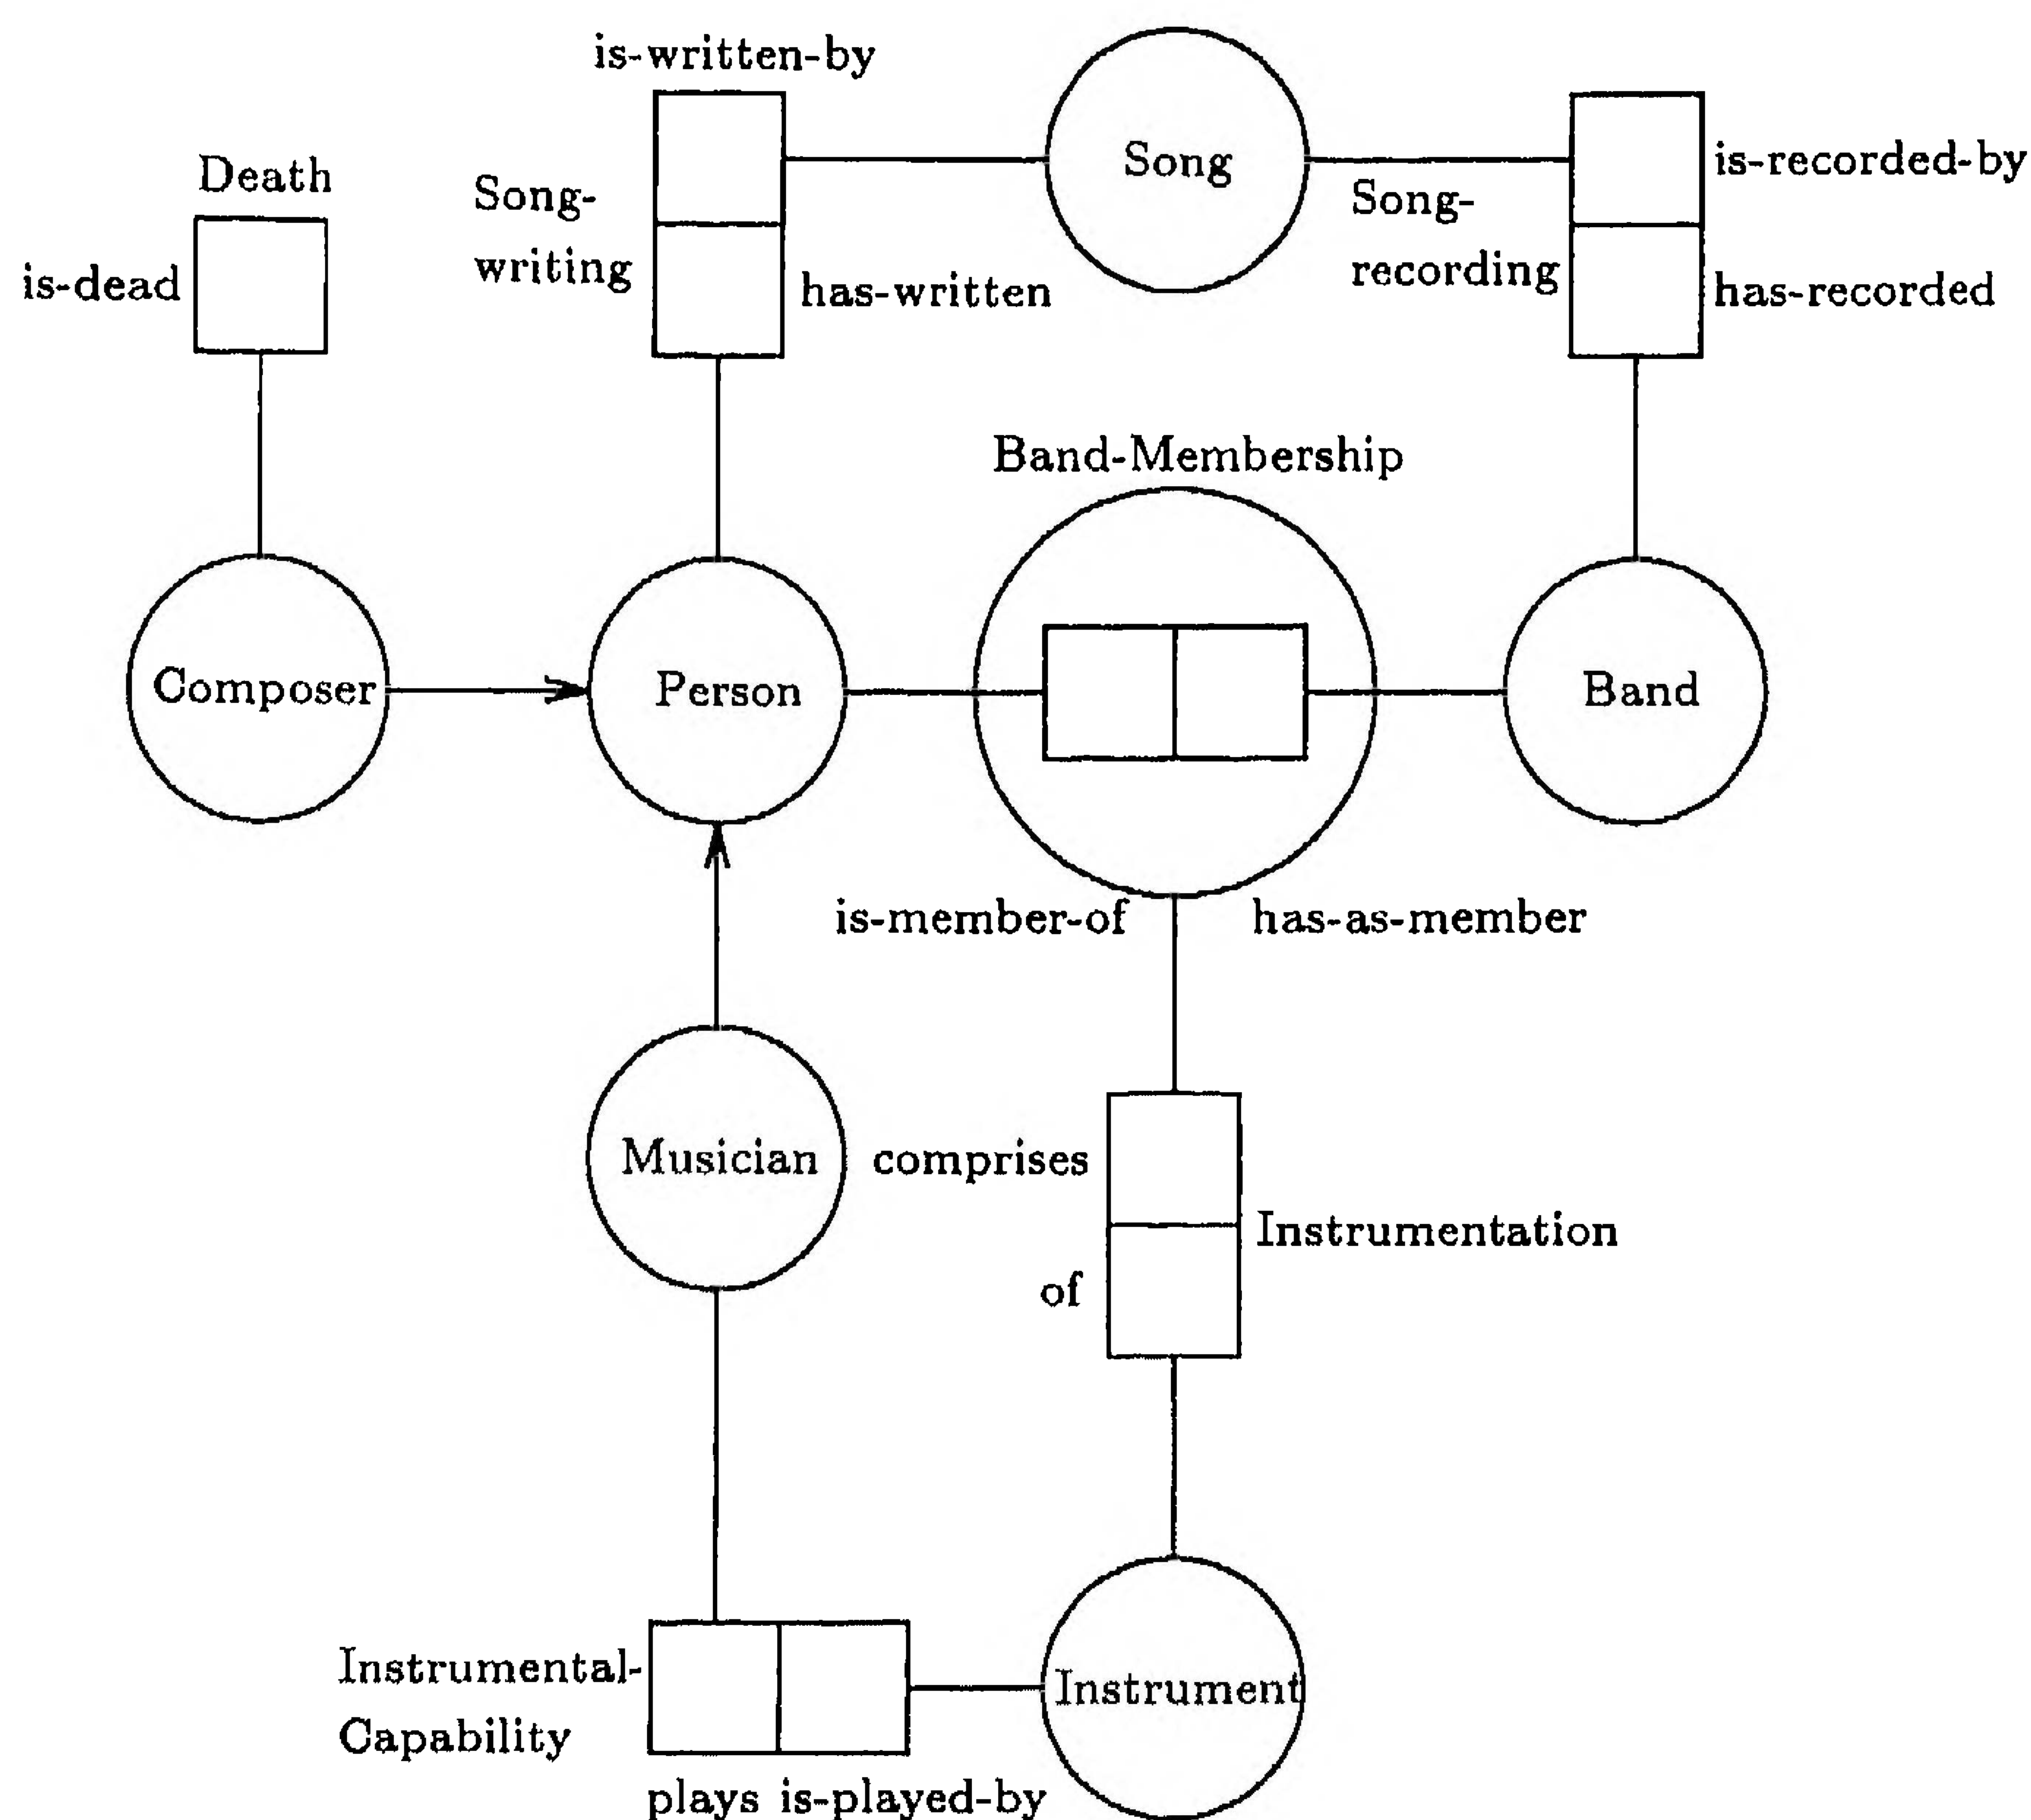 is-written-by
Song
is-recorded-by
Death
Song-
writing
Song-
recording
is-dead
has-written
has-recorded
Band-Membership
Composer
Person
Band
is-member-of
has-as-member
Musician
comprises
Instrumentation
of
Instrumental-
Capability
Instrument
plays is-played-by